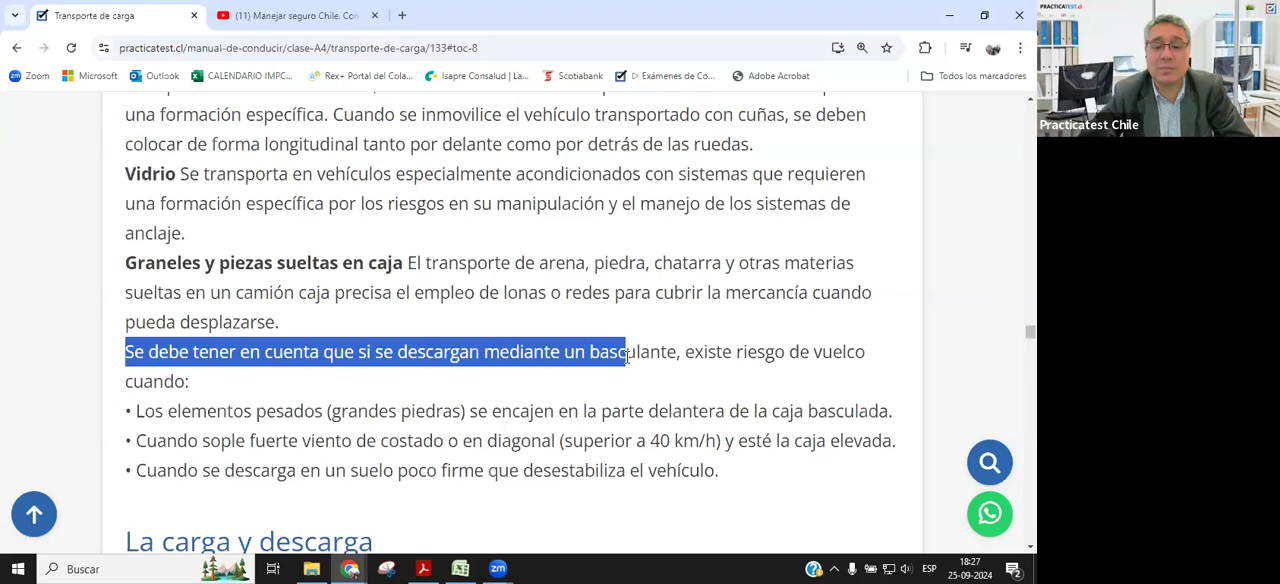 Transporte de carga
(11) Manejar seguro Chile. Con
practicatest.cl/manual-de-conducir/clase-A4/transporte-de-carga/133#toc-8
Zoom
Microsoft
Outlook
CALENDARIO IMPC...
Rex+ Portal del Cola...
Isapre Consalud | La...
Scotiabank
▷ Exámenes de Co...
Adobe Acrobat
Todos los marcadores
PRACTICATEST.cl
Practicatest Chile
una formación específica. Cuando se inmovilice el vehículo transportado con cuñas, se deben
colocar de forma longitudinal tanto por delante como por detrás de las ruedas.
Vidrio Se transporta en vehículos especialmente acondicionados con sistemas que requieren
una formación específica por los riesgos en su manipulación y el manejo de los sistemas de
anclaje.
Graneles y piezas sueltas en caja El transporte de arena, piedra, chatarra y otras materias
sueltas en un camión caja precisa el empleo de lonas o redes para cubrir la mercancía cuando
pueda desplazarse.
Se debe tener en cuenta que si se descargan mediante un basculante, existe riesgo de vuelco
cuando:
• Los elementos pesados (grandes piedras) se encajen en la parte delantera de la caja basculada.
• Cuando sople fuerte viento de costado o en diagonal (superior a 40 km/h) y esté la caja elevada.
• Cuando se descarge en un suelo poco firme que desestabiliza el vehículo.
La carga y descarga
Buscar
zm
ESP
18:27
25-09-2024
2